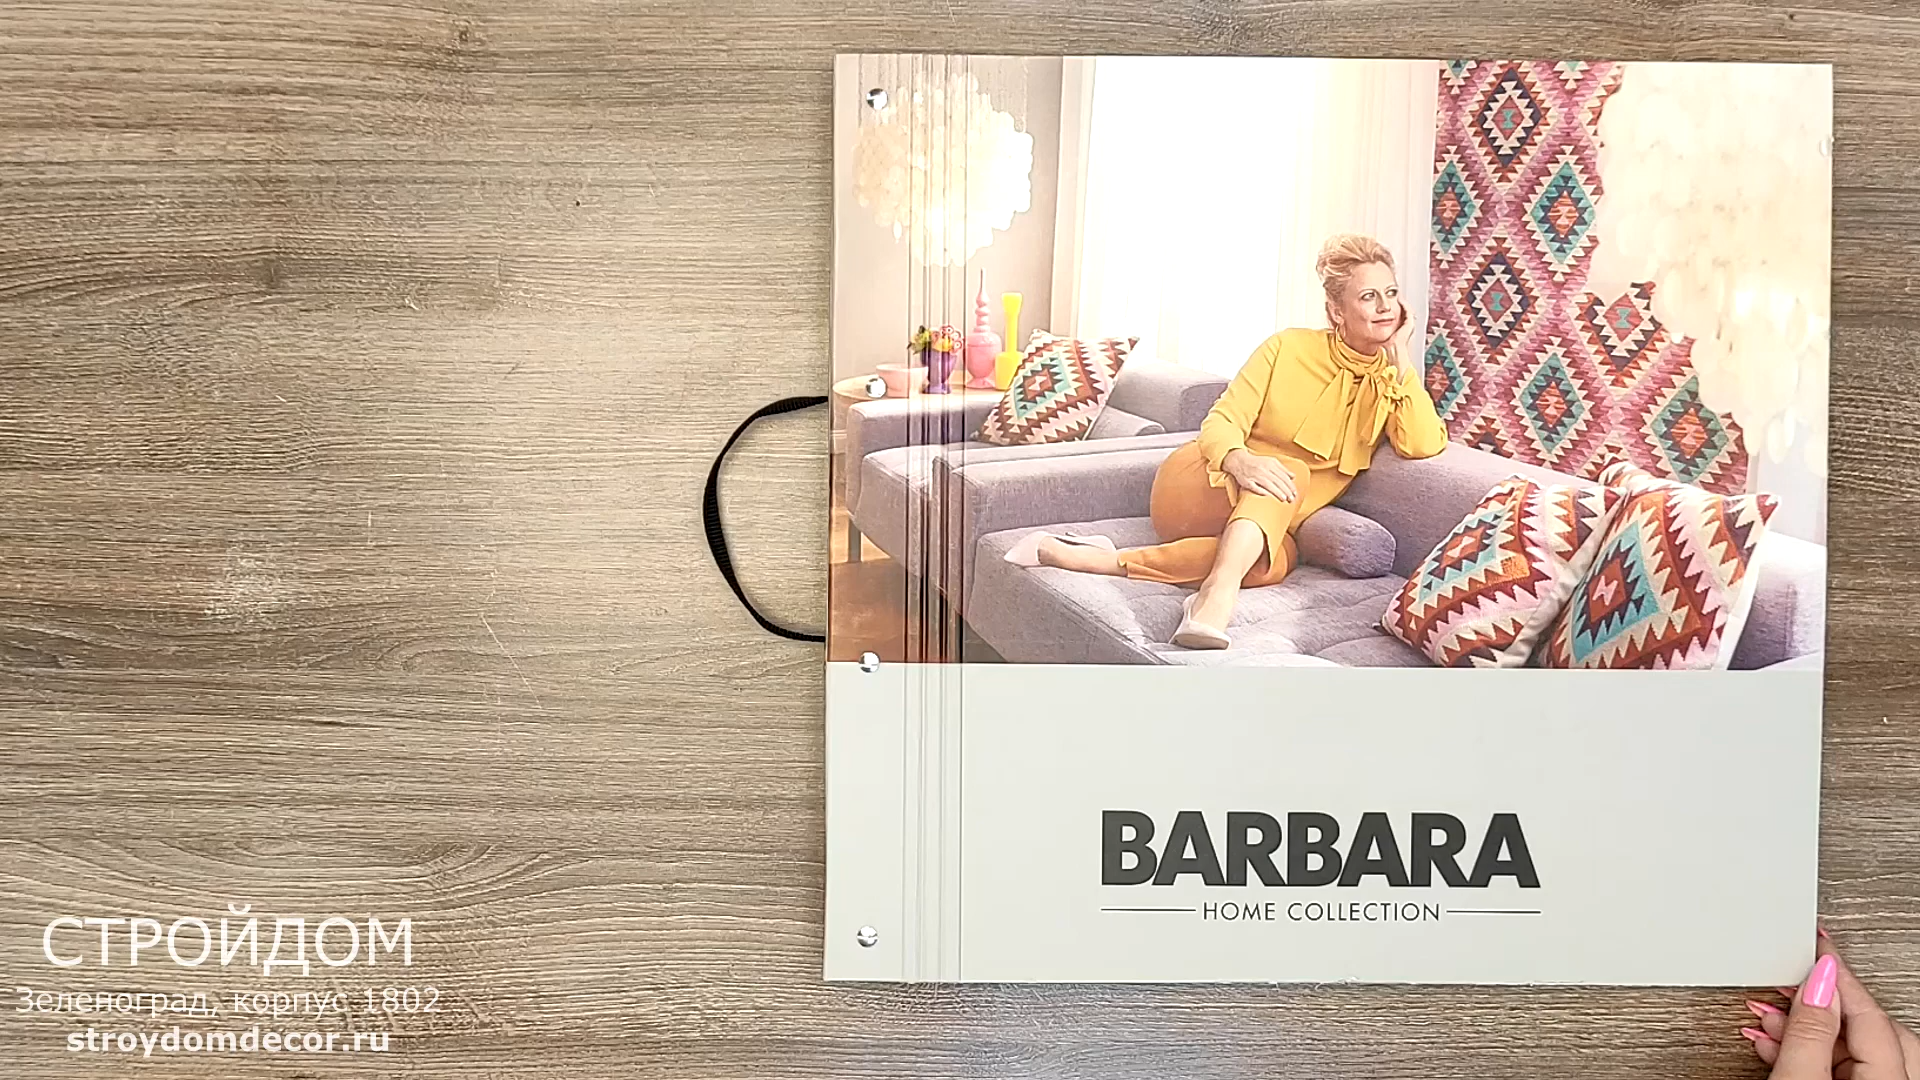 BARBARA
HOME COLLECTION
СТРОЙДОМ
Зеленоград, корпус 1802
stroydomdecor.ru